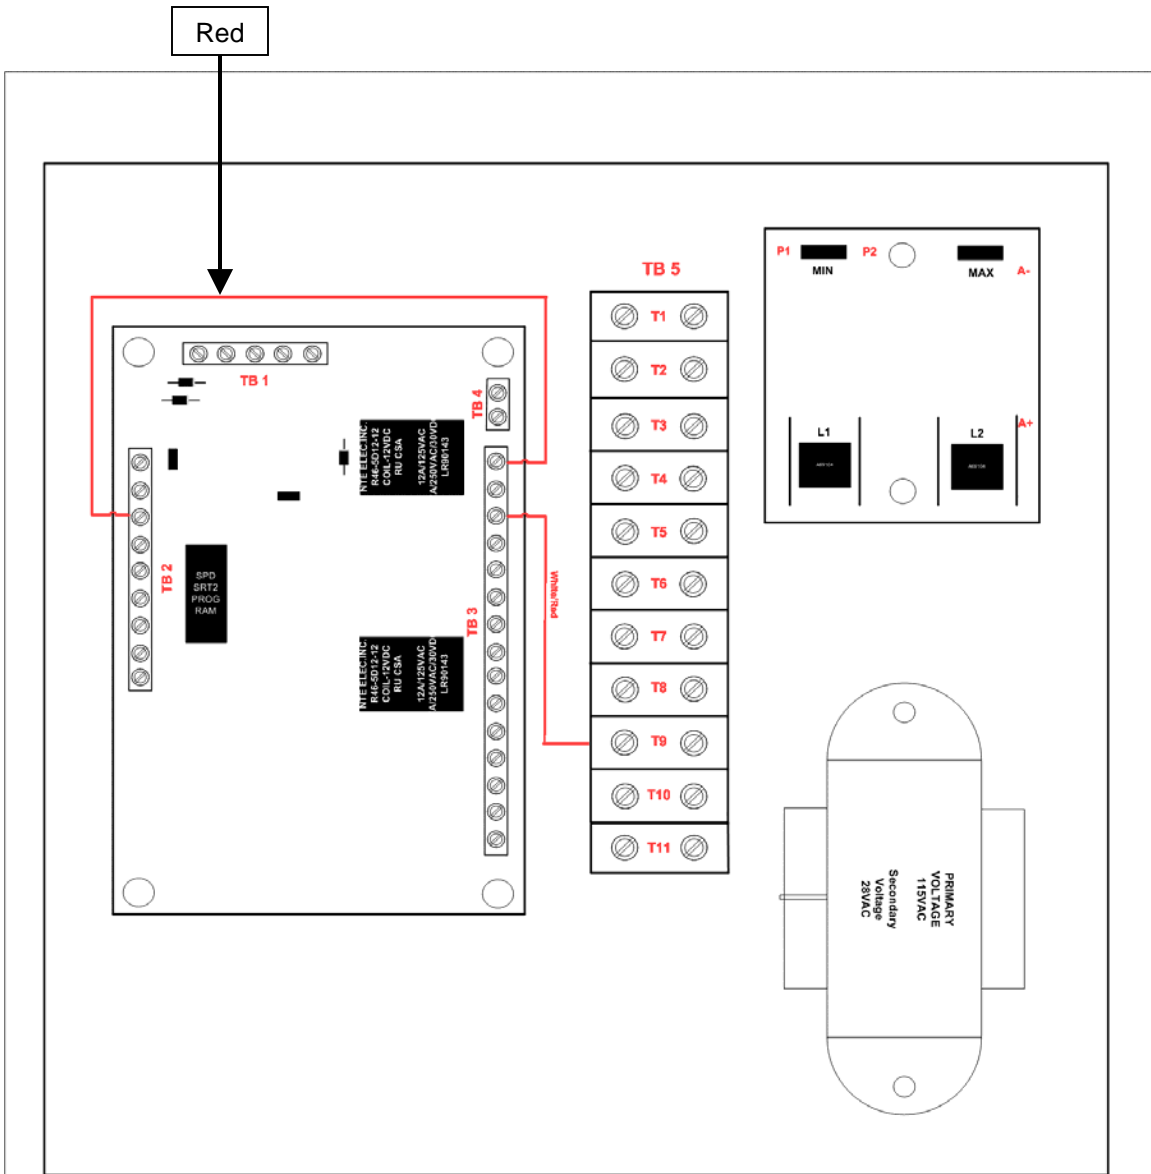 Red
P1
MIN
P2
MAX
A-
TB 5
T1
T2
T3
T4
T5
T6
T7
T8
T9
T10
T11
TB 1
TB 4
NTE ELEC.INC.
R46-5D12-12
COIL-12VDC
RU CSA
12A/125VAC
A/250VAC/30VD
LR90143
L1
L2
A+
TB 2
SPD
SRT2
PROG
RAM
TB 3
White/Red
NTE ELEC.INC.
R46-5D12-12
COIL-12VDC
RU CSA
12A/125VAC
A/250VAC/30VD
LR90143
PRIMARY
VOLTAGE
115VAC
Secondary
Voltage
28VAC